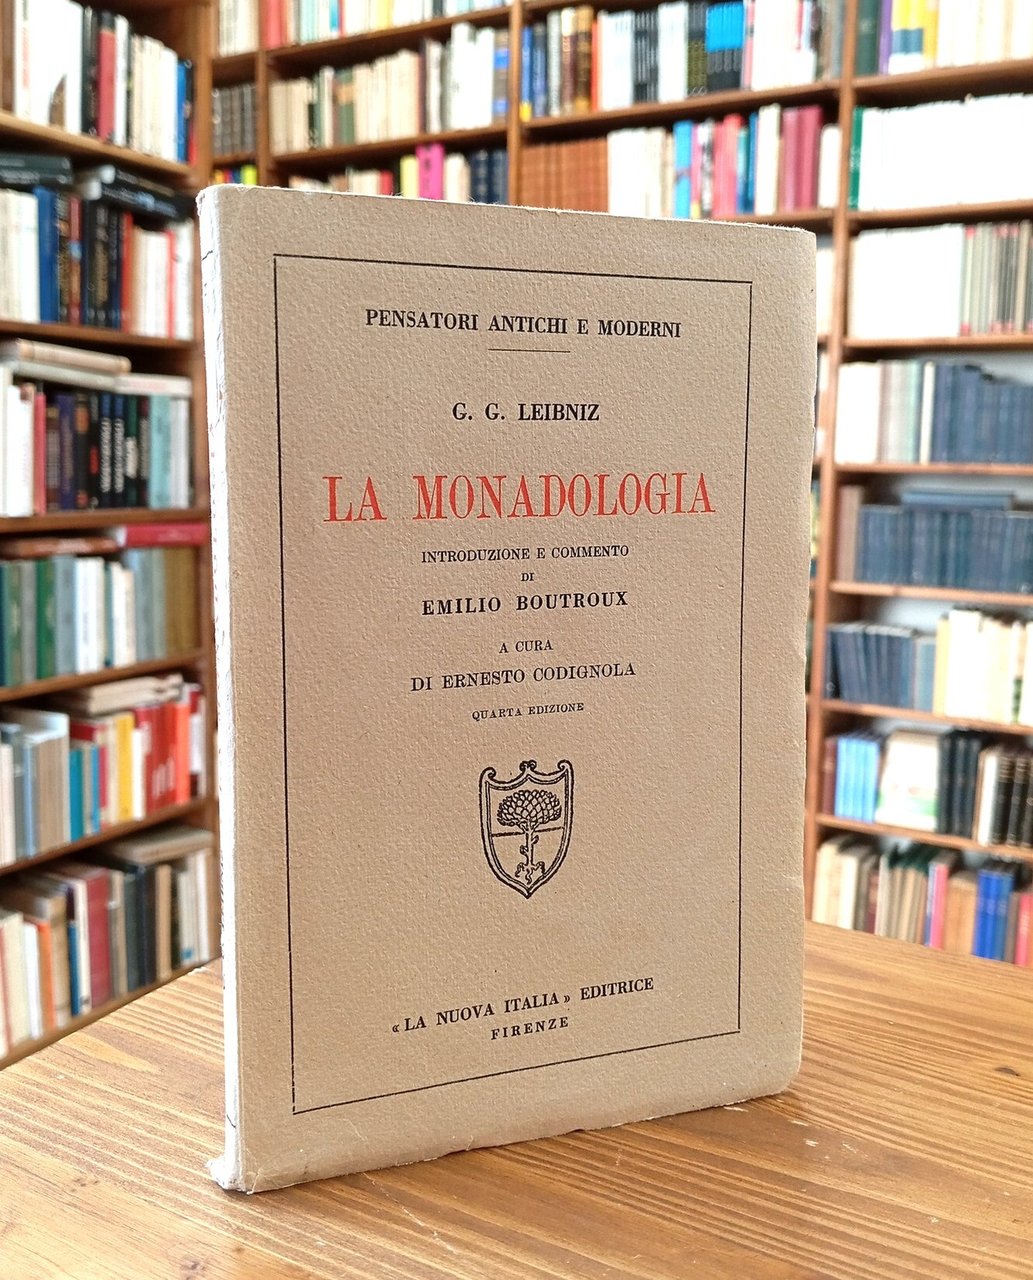 PENSATORI ANTICHI E MODERNI
G. G. LEIBNIZ
LA MONADOLOGIA
INTRODUZIONE E COMMENTO
DI
EMILIO BOUTROUX
A CURA
DI ERNESTO CODIGNOLA
QUARTA EDIZIONE
« LA NUOVA ITALIA » EDITRICE
FIRENZE